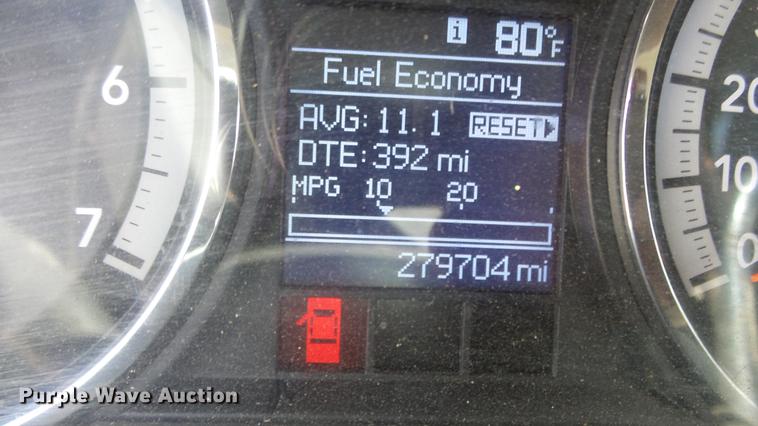 i 80°F
Fuel Economy
AVG: 11.1 RESET
DTE: 392 mi
MPG 10 20
279704 mi
6
7
20
10
0
Purple Wave Auction